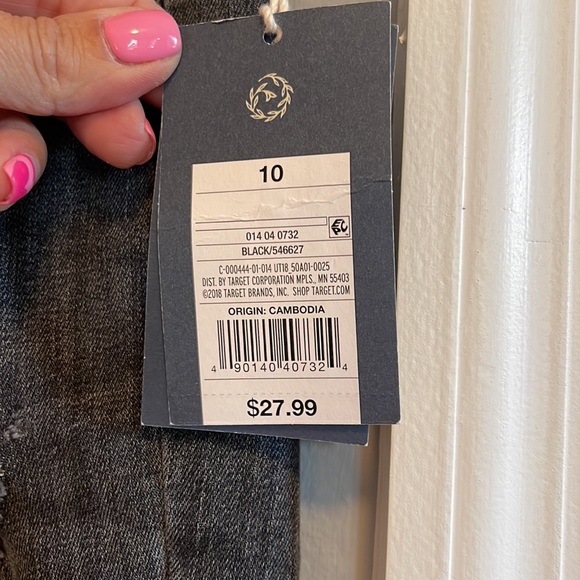 10
014 04 0732
BLACK/546627
C-000444-01-014 UT18_50A01-0025
DIST. BY TARGET CORPORATION MPLS., MN 55403
©2018 TARGET BRANDS, INC. SHOP TARGET.COM
ORIGIN: CAMBODIA
4 90140 40732 4
$27.99